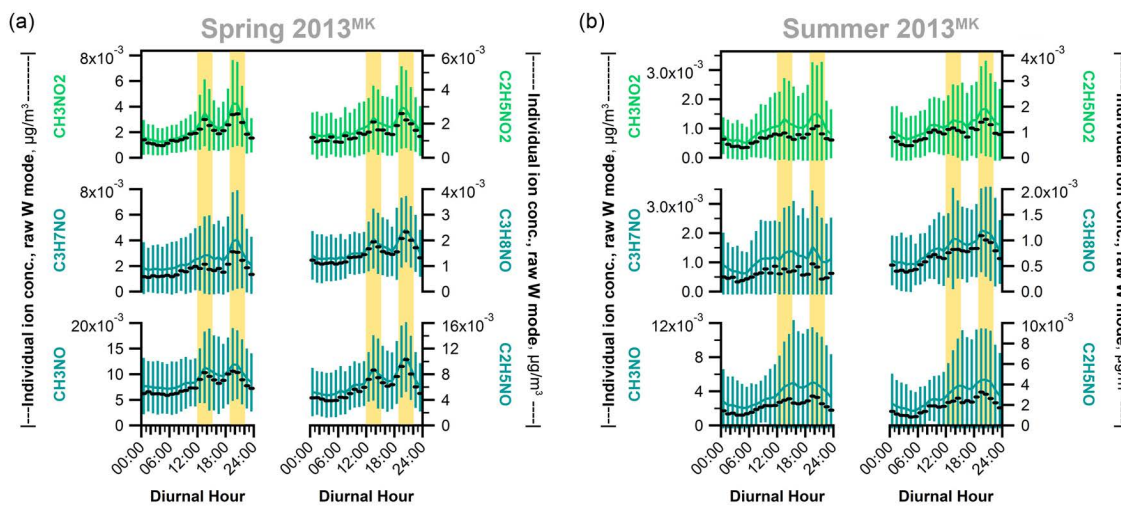 (a)
Spring 2013MK
|---Individual ion conc., raw W mode, µg/m³-------|
8x10⁻³
6
4
2
0
CH3NO2
6x10⁻³
4
2
0
C2H5NO2
8x10⁻³
6
4
2
0
C3H7NO
4x10⁻³
3
2
1
0
C3H8NO
20x10⁻³
15
10
5
0
CH3NO
16x10⁻³
12
8
4
0
C2H5NO
00:00
06:00
12:00
18:00
24:00
Diurnal Hour
00:00
06:00
12:00
18:00
24:00
Diurnal Hour
|------ Individual ion conc., raw W mode, µg/m³ ----|
(b)
Summer 2013MK
|---Individual ion conc., raw W mode, µg/m³-------|
3.0x10⁻³
2.0
1.0
0.0
CH3NO2
4x10⁻³
3
2
1
0
C2H5NO2
3.0x10⁻³
2.0
1.0
0.0
C3H7NO
2.0x10⁻³
1.5
1.0
0.5
0.0
C3H8NO
12x10⁻³
8
4
0
CH3NO
10x10⁻³
8
6
4
2
0
C2H5NO
00:00
06:00
12:00
18:00
24:00
Diurnal Hour
00:00
06:00
12:00
18:00
24:00
Diurnal Hour